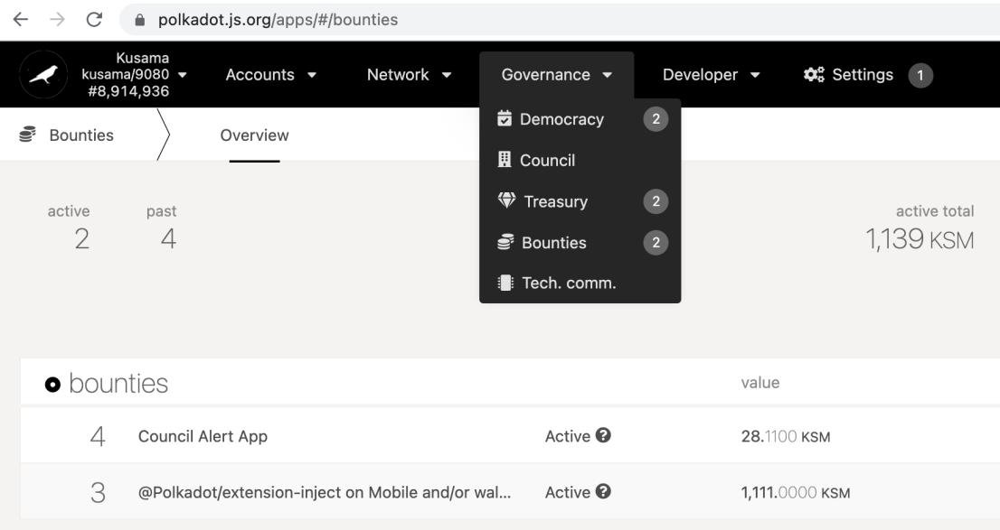 polkadot.js.org/apps/#/bounties
Kusama
kusama/9080
#8,914,936
Accounts
Network
Governance
Developer
Settings
1
Democracy 2
Council
Treasury 2
Bounties 2
Tech. comm.
Bounties
Overview
active
2
past
4
active total
1,139 KSM
bounties value
4 Council Alert App Active 28.1100 KSM
3 @Polkadot/extension-inject on Mobile and/or wal... Active 1,111.0000 KSM